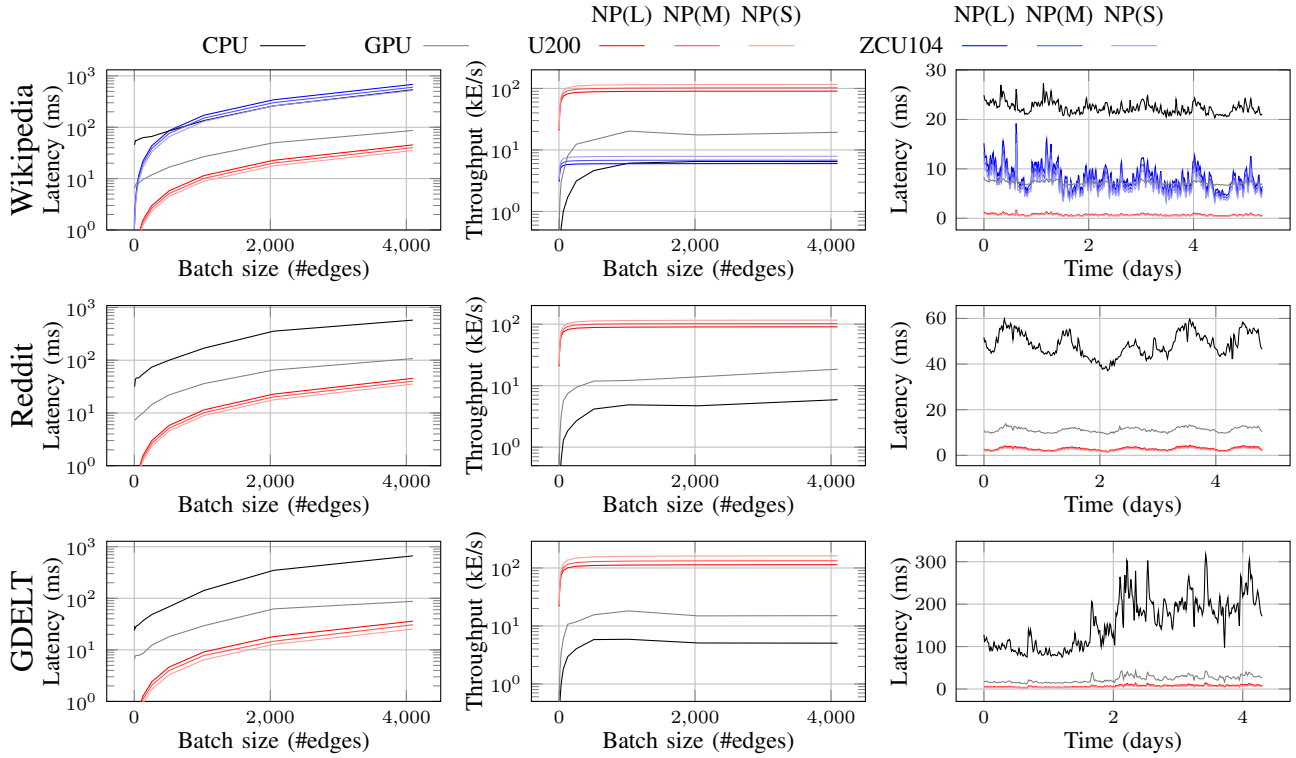 NP(L) NP(M) NP(S) NP(L) NP(M) NP(S)
CPU GPU U200 ZCU104
Wikipedia
Latency (ms)
10^3
10^2
10^1
10^0
0 2,000 4,000
Batch size (#edges)
Throughput (kE/s)
10^2
10^1
10^0
0 2,000 4,000
Batch size (#edges)
Latency (ms)
30
20
10
0
0 2 4
Time (days)
Reddit
Latency (ms)
10^3
10^2
10^1
10^0
0 2,000 4,000
Batch size (#edges)
Throughput (kE/s)
10^2
10^1
10^0
0 2,000 4,000
Batch size (#edges)
Latency (ms)
60
40
20
0
0 2 4
Time (days)
GDELT
Latency (ms)
10^3
10^2
10^1
10^0
0 2,000 4,000
Batch size (#edges)
Throughput (kE/s)
10^2
10^1
10^0
0 2,000 4,000
Batch size (#edges)
Latency (ms)
300
200
100
0
0 2 4
Time (days)